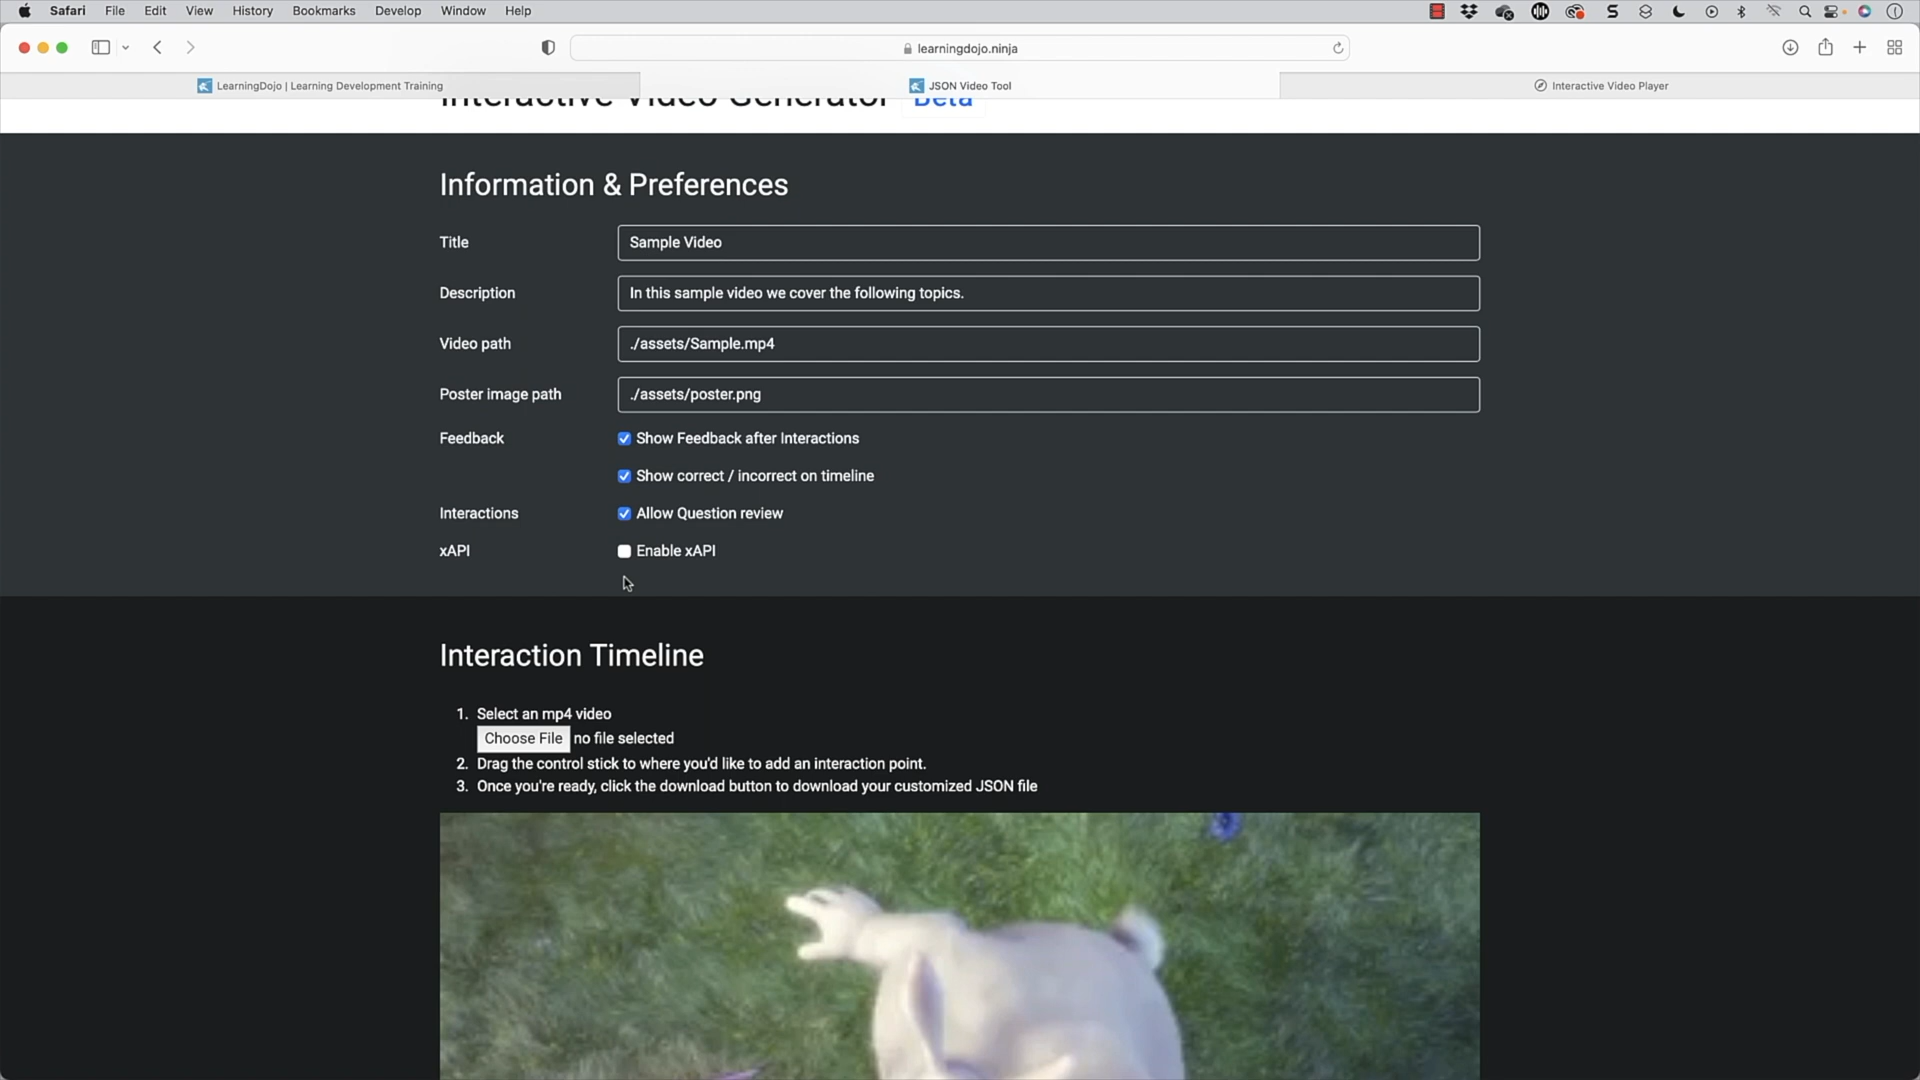 Safari File Edit View History Bookmarks Develop Window Help
learningdojo.ninja
LearningDojo | Learning Development Training
JSON Video Tool
Interactive Video Player
Interactive Video Generator Beta
Information & Preferences
Title
Sample Video
Description
In this sample video we cover the following topics.
Video path
./assets/Sample.mp4
Poster image path
./assets/poster.png
Feedback
Show Feedback after Interactions
Show correct / incorrect on timeline
Interactions
Allow Question review
xAPI
Enable xAPI
Interaction Timeline
1. Select an mp4 video
Choose File no file selected
2. Drag the control stick to where you'd like to add an interaction point.
3. Once you're ready, click the download button to download your customized JSON file